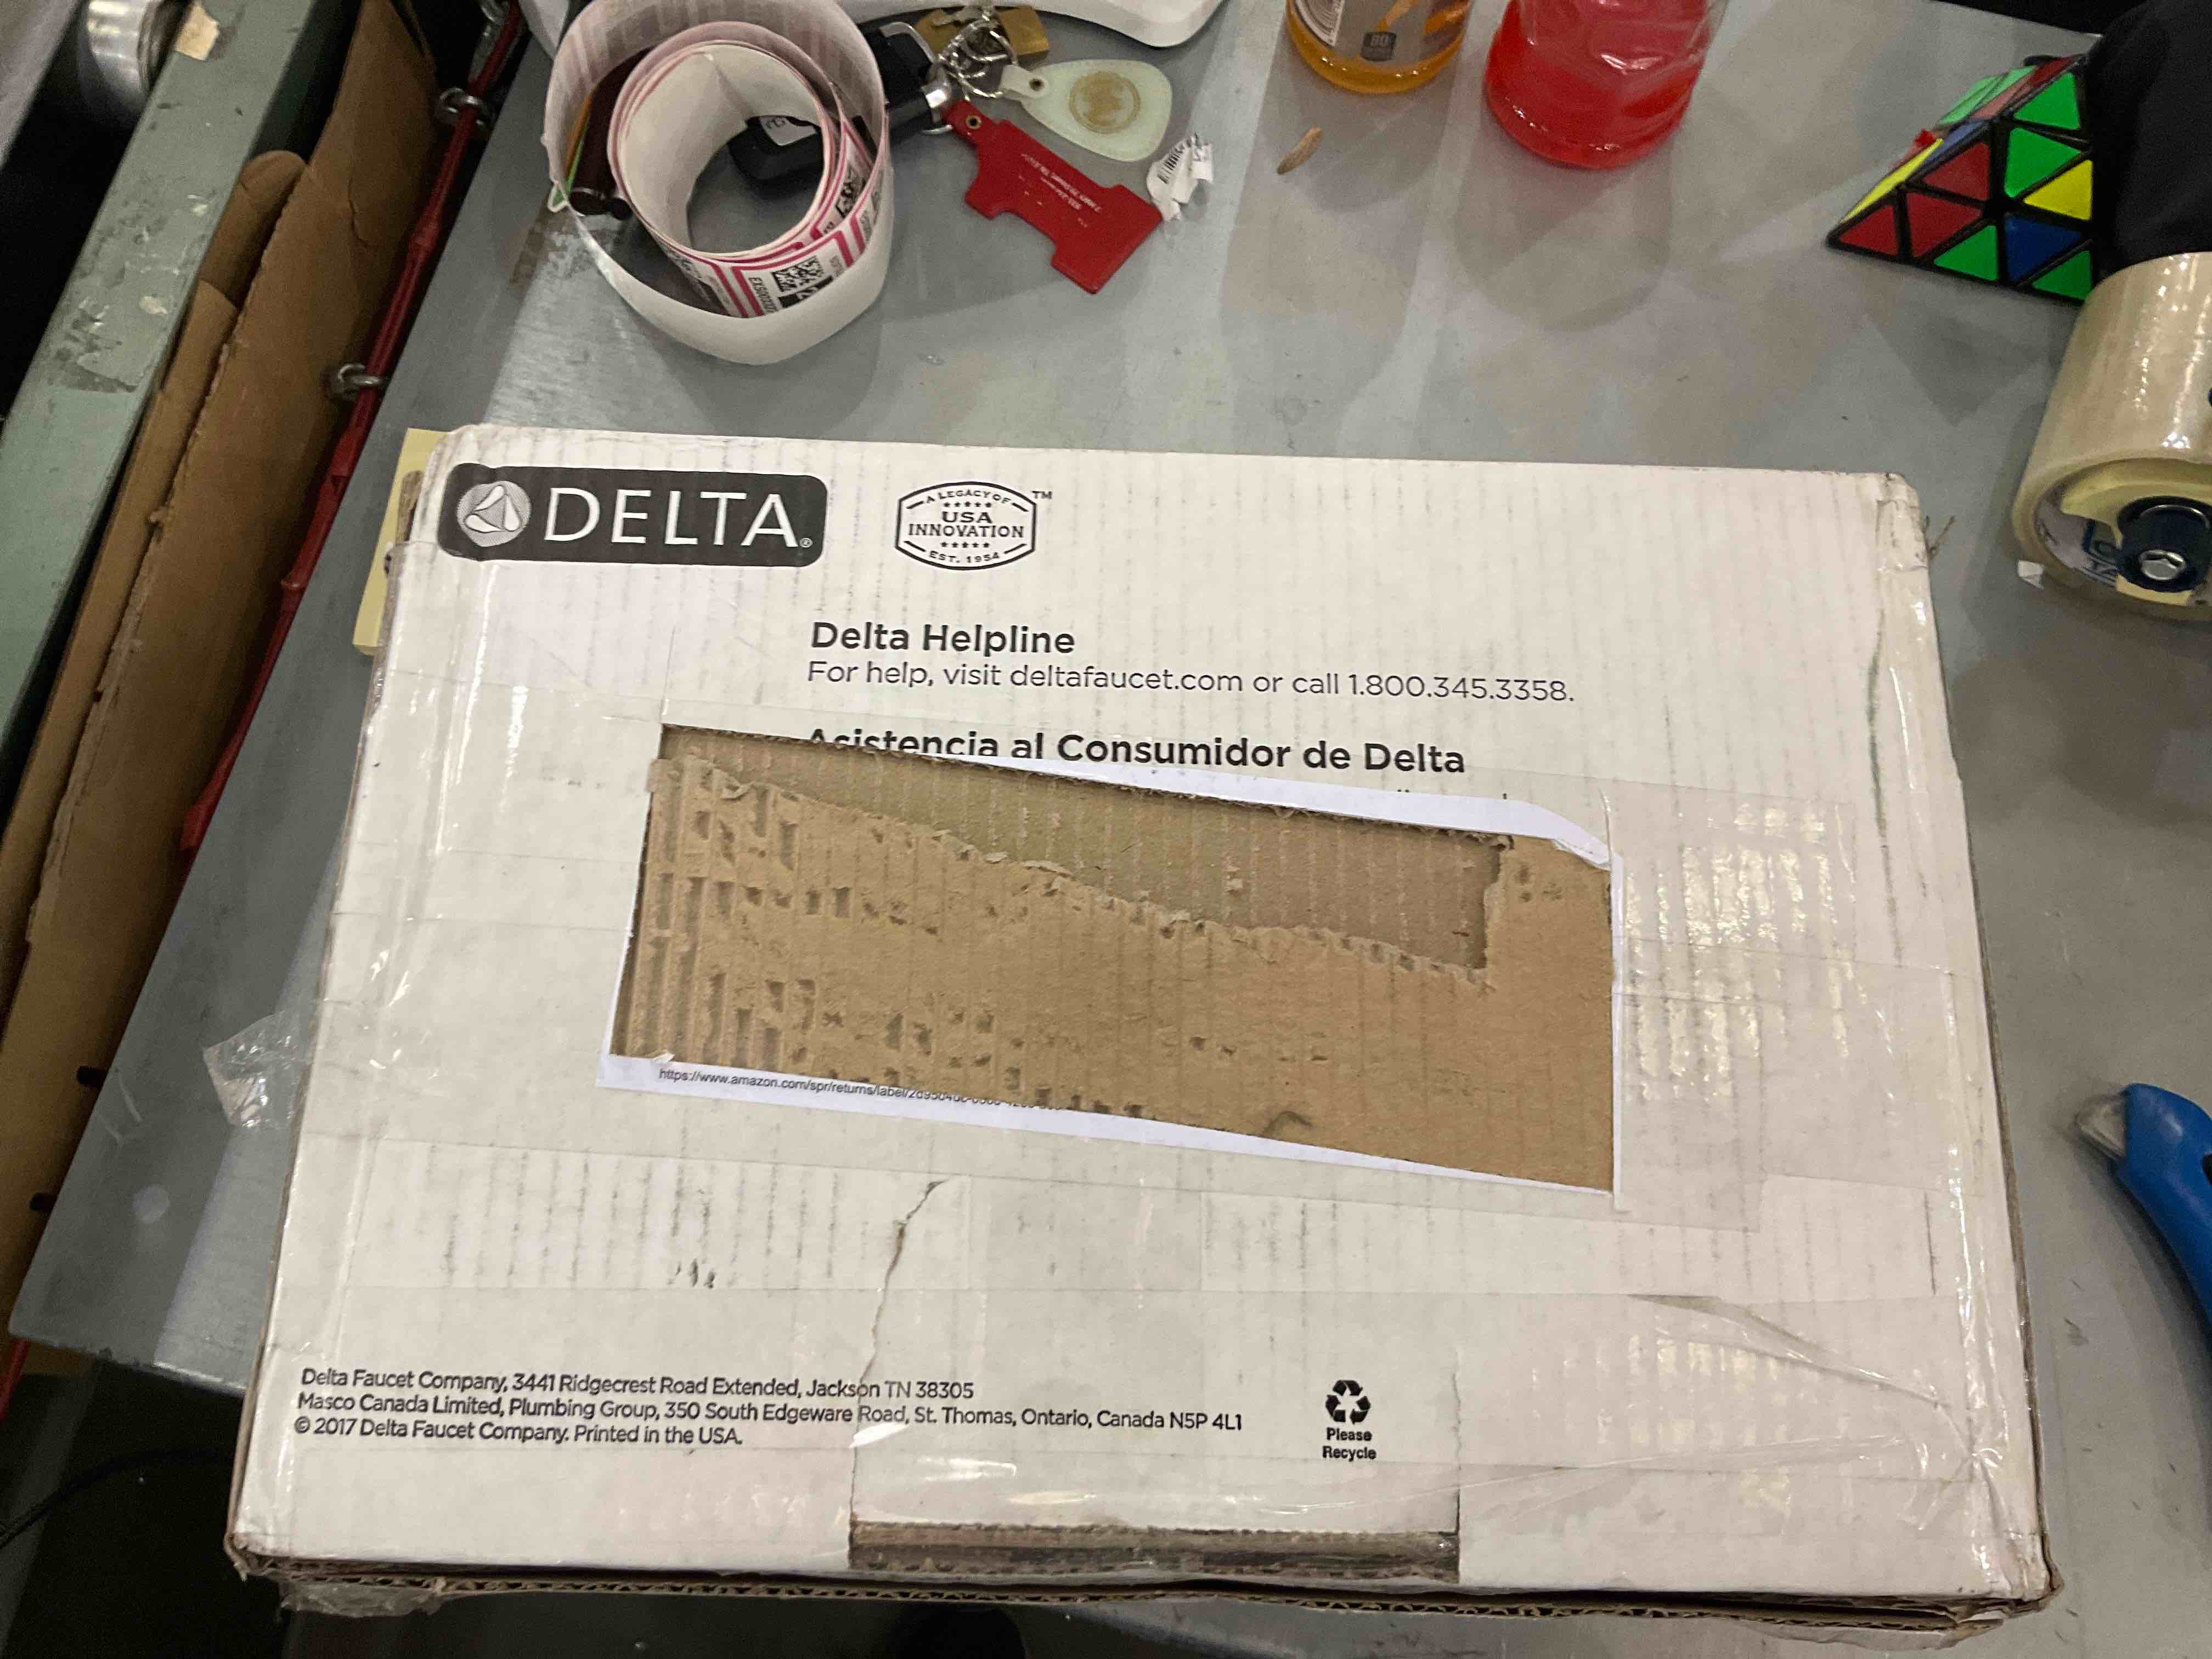 80
DELTA®
A LEGACY OF
USA
INNOVATION
EST. 1954
TM
Delta Helpline
For help, visit deltafaucet.com or call 1.800.345.3358.
Asistencia al Consumidor de Delta
https://www.amazon.com/spr/returns/label/
Delta Faucet Company, 3441 Ridgecrest Road Extended, Jackson TN 38305
Masco Canada Limited, Plumbing Group, 350 South Edgeware Road, St. Thomas, Ontario, Canada N5P 4L1
© 2017 Delta Faucet Company. Printed in the USA.
Please
Recycle